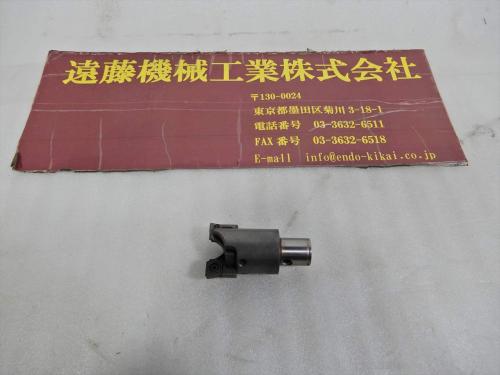 遠藤機械工業株式会社
〒130-0024
東京都墨田区菊川 3-18-1
電話番号 03-3632-6511
FAX 番号 03-3632-6518
E-mail info@endo-kikai.co.jp